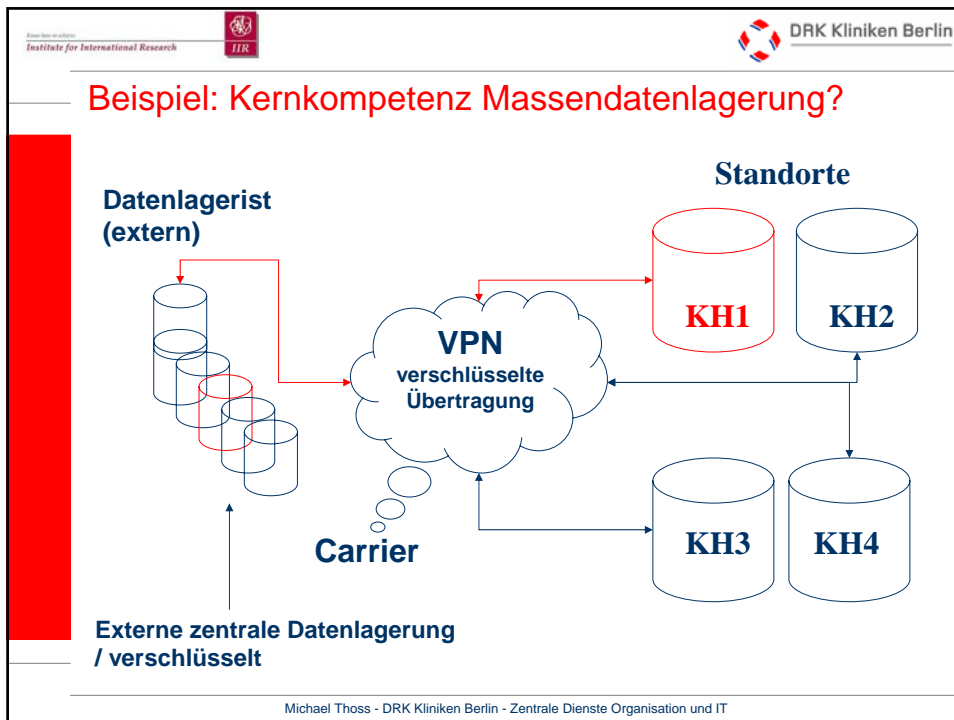 Institute for International Research
IIR
DRK Kliniken Berlin
Beispiel: Kernkompetenz Massendatenlagerung?
Standorte
Datenlagerist
(extern)
KH1
KH2
VPN
verschlüsselte
Übertragung
KH3
KH4
Carrier
Externe zentrale Datenlagerung
/ verschlüsselt
Michael Thoss - DRK Kliniken Berlin - Zentrale Dienste Organisation und IT